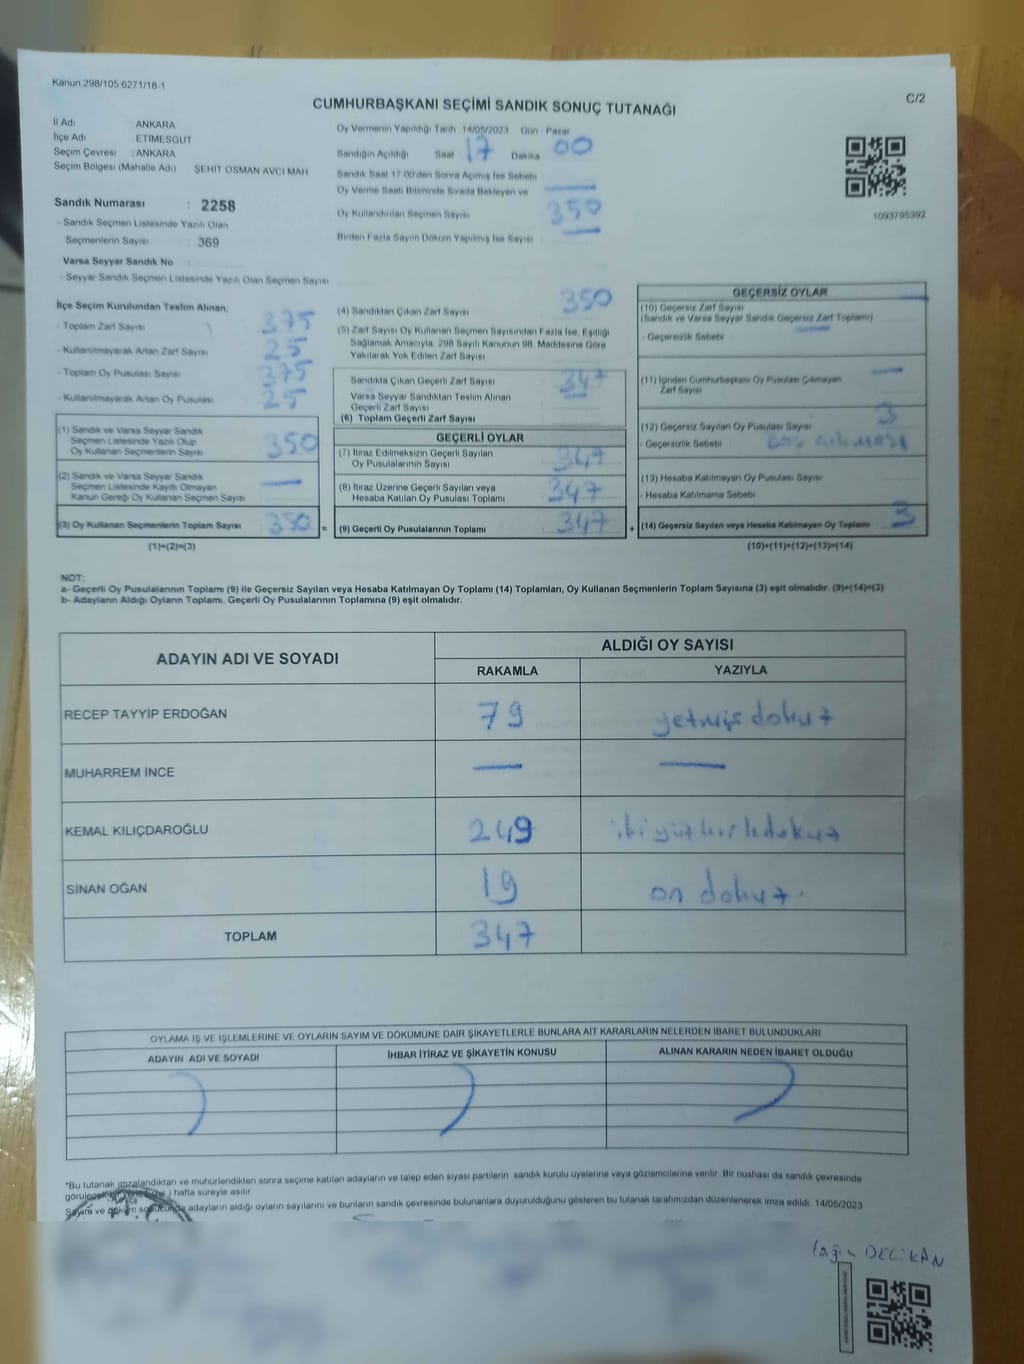 Kanun 298/105 6271/18-1
C/2
CUMHURBAŞKANI SEÇİMİ SANDIK SONUÇ TUTANAĞI
İl Adı ANKARA
İlçe Adı ETİMESGUT
Seçim Çevresi : ANKARA
Seçim Bölgesi (Mahalle Adı) ŞEHİT OSMAN AVCI MAH
Sandık Numarası : 2258
- Sandık Seçmen Listesinde Yazılı Olan
Seçmenlerin Sayısı : 369
Varsa Seyyar Sandık No :
- Seyyar Sandık Seçmen Listesinde Yazılı Olan Seçmen Sayısı
Oy Vermenin Yapıldığı Tarih 14/05/2023 Gün Pazar
Sandığın Açıldığı Saat 17 Dakika 00
Sandık Saat 17:00'den Sonra Açılmış İse Sebebi
Oy Verme Saati Bitiminde Sırada Bekleyen ve
Oy Kullandırılan Seçmen Sayısı 350
Birden Fazla Sayım Döküm Yapılmış İse Sayısı
1093795392
İlçe Seçim Kurulundan Teslim Alınan;
- Toplam Zarf Sayısı 375
- Kullanılmayarak Artan Zarf Sayısı 25
- Toplam Oy Pusulası Sayısı 375
- Kullanılmayarak Artan Oy Pusulası 25
(1) Sandık ve Varsa Seyyar Sandık
Seçmen Listesinde Yazılı Olup
Oy Kullanan Seçmenlerin Sayısı 350
(2) Sandık ve Varsa Seyyar Sandık
Seçmen Listesinde Kayıtlı Olmayan
Kanun Gereği Oy Kullanan Seçmen Sayısı —
(3) Oy Kullanan Seçmenlerin Toplam Sayısı 350 =
(1)+(2)=(3)
(4) Sandıktan Çıkan Zarf Sayısı 350
(5) Zarf Sayısı Oy Kullanan Seçmen Sayısından Fazla İse, Eşitliği
Sağlamak Amacıyla, 298 Sayılı Kanunun 98. Maddesine Göre
Yakılarak Yok Edilen Zarf Sayısı
Sandıkta Çıkan Geçerli Zarf Sayısı 347
Varsa Seyyar Sandıktan Teslim Alınan
Geçerli Zarf Sayısı
(6) Toplam Geçerli Zarf Sayısı
GEÇERLİ OYLAR
(7) İtiraz Edilmeksizin Geçerli Sayılan
Oy Pusulalarının Sayısı 347
(8) İtiraz Üzerine Geçerli Sayılan veya
Hesaba Katılan Oy Pusulası Toplamı 347
(9) Geçerli Oy Pusulalarının Toplamı 347 +
GEÇERSİZ OYLAR
(10) Geçersiz Zarf Sayısı
(Sandık ve Varsa Seyyar Sandık Geçersiz Zarf Toplamı)
- Geçersizlik Sebebi
(11) İçinden Cumhurbaşkanı Oy Pusulası Çıkmayan
Zarf Sayısı —
(12) Geçersiz Sayılan Oy Pusulası Sayısı 3
- Geçersizlik Sebebi
(13) Hesaba Katılmayan Oy Pusulası Sayısı
- Hesaba Katılmama Sebebi
(14) Geçersiz Sayılan veya Hesaba Katılmayan Oy Toplamı 3
(10)+(11)+(12)+(13)=(14)
NOT:
a- Geçerli Oy Pusulalarının Toplamı (9) ile Geçersiz Sayılan veya Hesaba Katılmayan Oy Toplamı (14) Toplamları, Oy Kullanan Seçmenlerin Toplam Sayısına (3) eşit olmalıdır. (9)+(14)=(3)
b- Adayların Aldığı Oyların Toplamı, Geçerli Oy Pusulalarının Toplamına (9) eşit olmalıdır.
ADAYIN ADI VE SOYADI ALDIĞI OY SAYISI
RAKAMLA YAZIYLA
RECEP TAYYİP ERDOĞAN 79 yetmiş dokuz
MUHARREM İNCE — —
KEMAL KILIÇDAROĞLU 249 iki yüz kırk dokuz
SİNAN OĞAN 19 on dokuz
TOPLAM 347
OYLAMA İŞ VE İŞLEMLERİNE VE OYLARIN SAYIM VE DÖKÜMÜNE DAİR ŞİKAYETLERLE BUNLARA AİT KARARLARIN NELERDEN İBARET BULUNDUKLARI
ADAYIN ADI VE SOYADI İHBAR İTİRAZ VE ŞİKAYETİN KONUSU ALINAN KARARIN NEDEN İBARET OLDUĞU
*Bu tutanak imzalandıktan ve mühürlendikten sonra seçime katılan adayların ve talep eden siyasi partilerin sandık kurulu üyelerine veya gözlemcilerine verilir. Bir nüshası da sandık çevresinde
hafta süreyle asılır.
Sayım ve döküm sonucunda adayların aldığı oyların sayılarını ve bunların sandık çevresinde bulunanlara duyurulduğunu gösteren bu tutanak tarafımızdan düzenlenerek imza edildi. 14/05/2023
DELİKAN